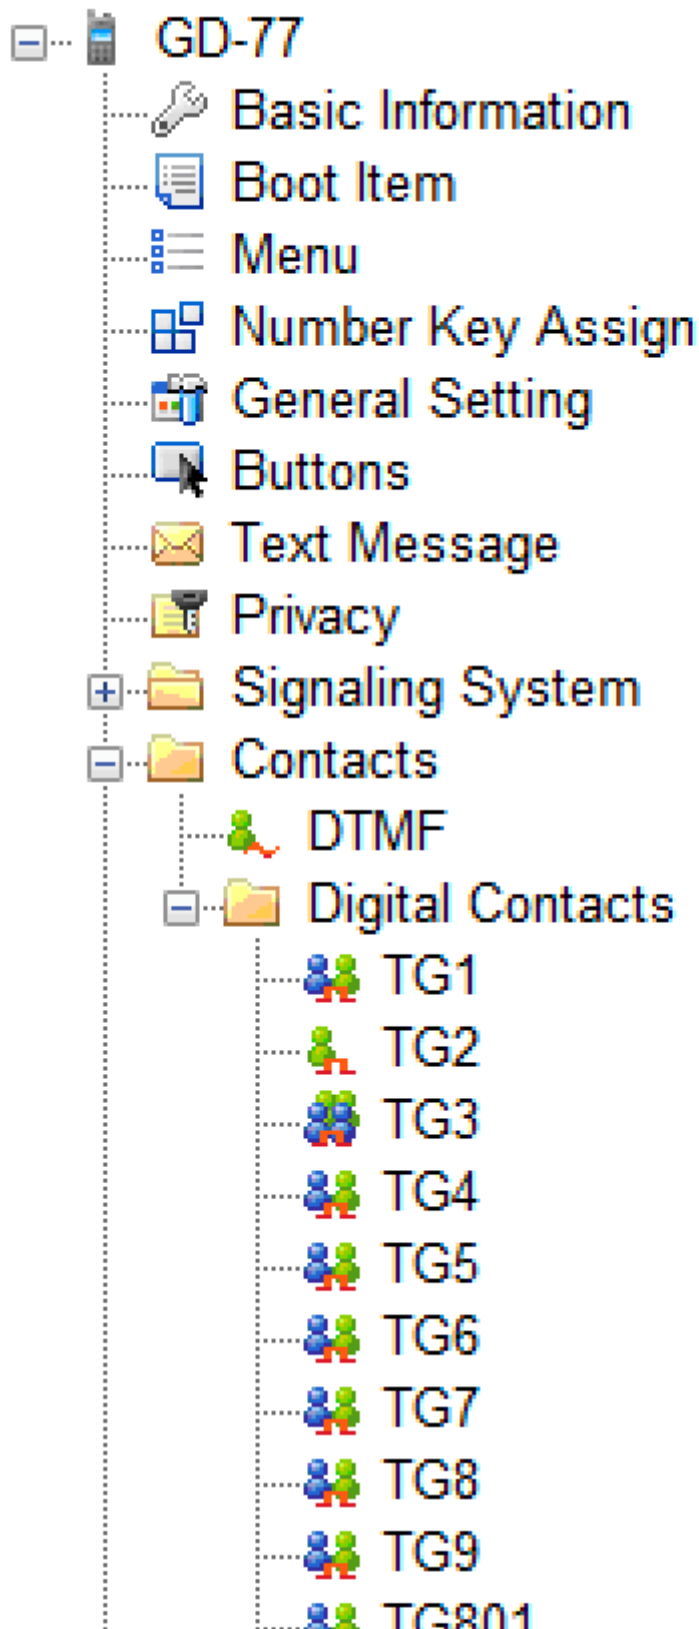 GD-77
Basic Information
Boot Item
Menu
Number Key Assign
General Setting
Buttons
Text Message
Privacy
Signaling System
Contacts
DTMF
Digital Contacts
TG1
TG2
TG3
TG4
TG5
TG6
TG7
TG8
TG9
TG801